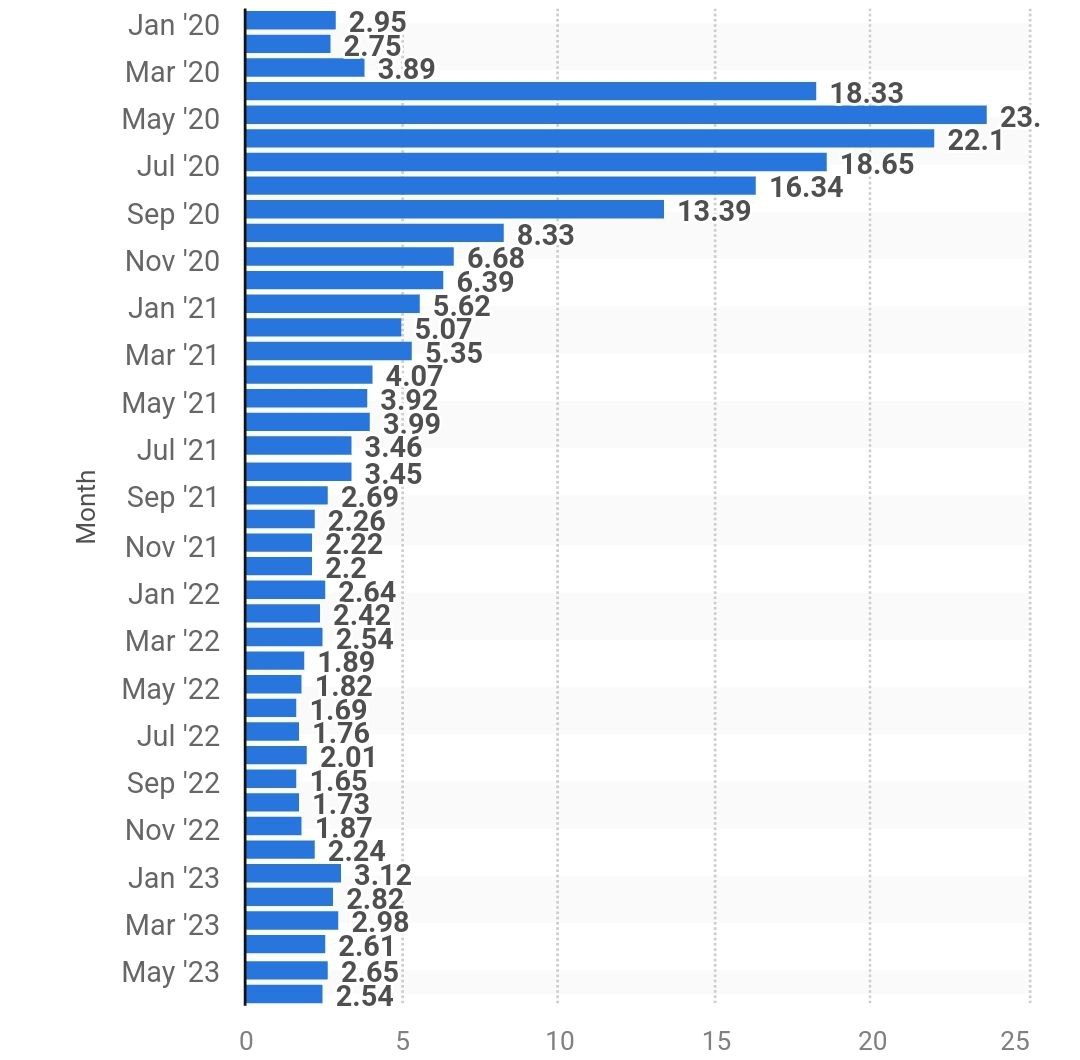 Jan '20 2.95
2.75
Mar '20 3.89
18.33
May '20 23.
22.1
Jul '20 18.65
16.34
Sep '20 13.39
8.33
Nov '20 6.68
6.39
Jan '21 5.62
5.07
Mar '21 5.35
4.07
May '21 3.92
3.99
Jul '21 3.46
3.45
Sep '21 2.69
2.26
Nov '21 2.22
2.2
Jan '22 2.64
2.42
Mar '22 2.54
1.89
May '22 1.82
1.69
Jul '22 1.76
2.01
Sep '22 1.65
1.73
Nov '22 1.87
2.24
Jan '23 3.12
2.82
Mar '23 2.98
2.61
May '23 2.65
2.54
Month
0 5 10 15 20 25